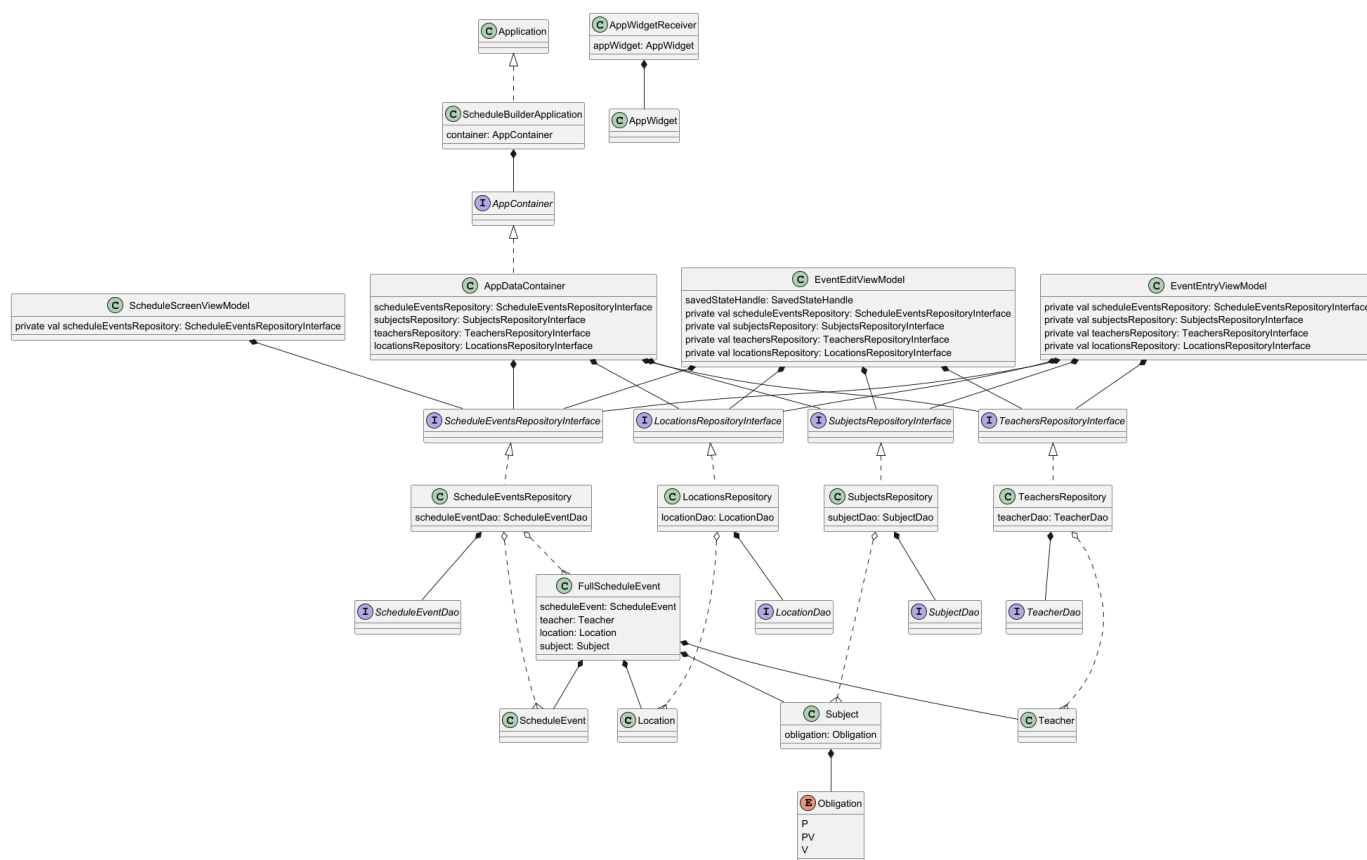 C Application
C AppWidgetReceiver
appWidget: AppWidget
C ScheduleBuilderApplication
container: AppContainer
C AppWidget
I AppContainer
C ScheduleScreenViewModel
private val scheduleEventsRepository: ScheduleEventsRepositoryInterface
C AppDataContainer
scheduleEventsRepository: ScheduleEventsRepositoryInterface
subjectsRepository: SubjectsRepositoryInterface
teachersRepository: TeachersRepositoryInterface
locationsRepository: LocationsRepositoryInterface
C EventEditViewModel
savedStateHandle: SavedStateHandle
private val scheduleEventsRepository: ScheduleEventsRepositoryInterface
private val subjectsRepository: SubjectsRepositoryInterface
private val teachersRepository: TeachersRepositoryInterface
private val locationsRepository: LocationsRepositoryInterface
C EventEntryViewModel
private val scheduleEventsRepository: ScheduleEventsRepositoryInterface
private val subjectsRepository: SubjectsRepositoryInterface
private val teachersRepository: TeachersRepositoryInterface
private val locationsRepository: LocationsRepositoryInterface
I ScheduleEventsRepositoryInterface
I LocationsRepositoryInterface
I SubjectsRepositoryInterface
I TeachersRepositoryInterface
C ScheduleEventsRepository
scheduleEventDao: ScheduleEventDao
C LocationsRepository
locationDao: LocationDao
C SubjectsRepository
subjectDao: SubjectDao
C TeachersRepository
teacherDao: TeacherDao
I ScheduleEventDao
C FullScheduleEvent
scheduleEvent: ScheduleEvent
teacher: Teacher
location: Location
subject: Subject
I LocationDao
I SubjectDao
I TeacherDao
C ScheduleEvent
C Location
C Subject
obligation: Obligation
C Teacher
E Obligation
P
PV
V